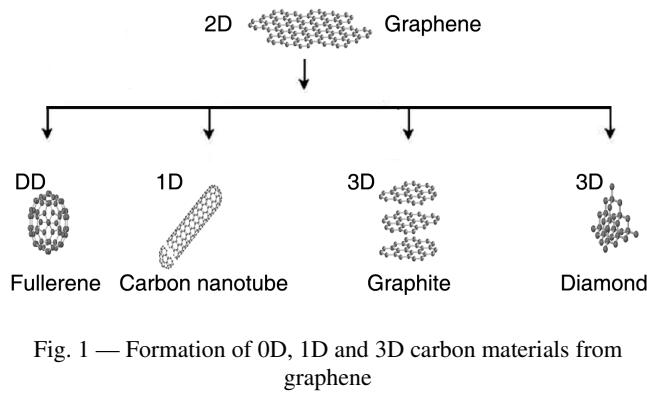 2D Graphene
DD 1D 3D 3D
Fullerene Carbon nanotube Graphite Diamond
Fig. 1 — Formation of 0D, 1D and 3D carbon materials from
graphene